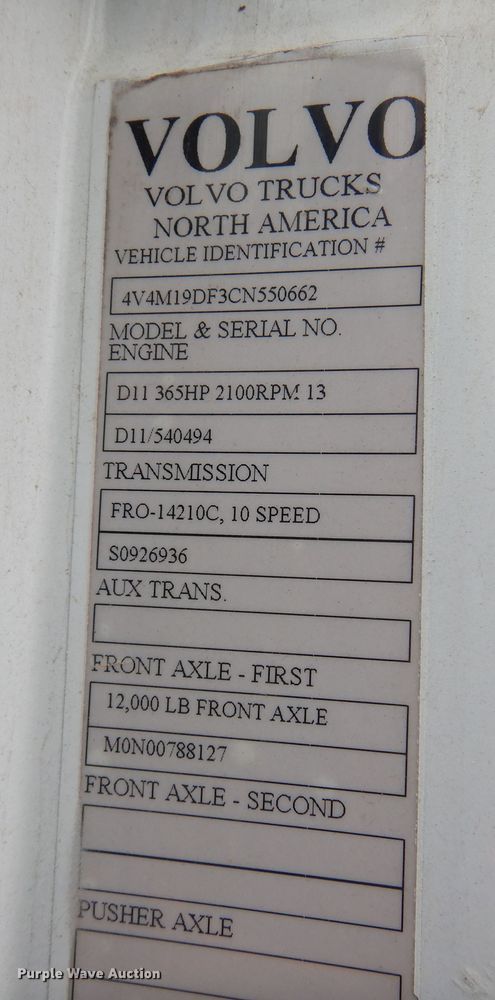 VOLVO
VOLVO TRUCKS
NORTH AMERICA
VEHICLE IDENTIFICATION #
4V4M19DF3CN550662
MODEL & SERIAL NO.
ENGINE
D11 365HP 2100RPM 13
D11/540494
TRANSMISSION
FRO-14210C, 10 SPEED
S0926936
AUX TRANS.
FRONT AXLE - FIRST
12,000 LB FRONT AXLE
M0N00788127
FRONT AXLE - SECOND
PUSHER AXLE
Purple Wave Auction